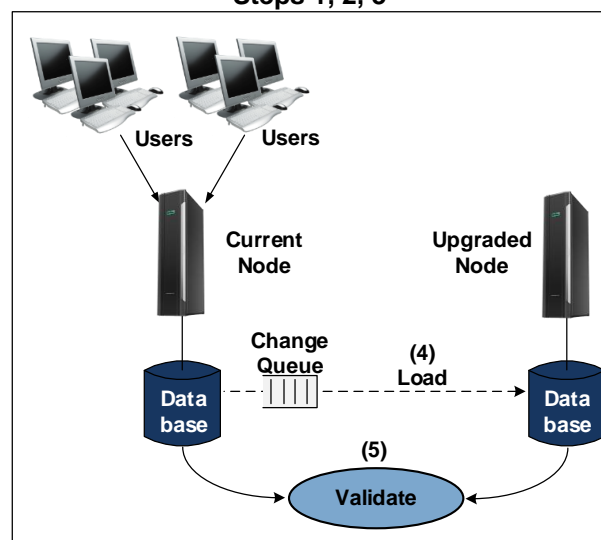 Users
Users
Current
Node
Upgraded
Node
Change
Queue
(4)
Load
Data
base
Data
base
(5)
Validate